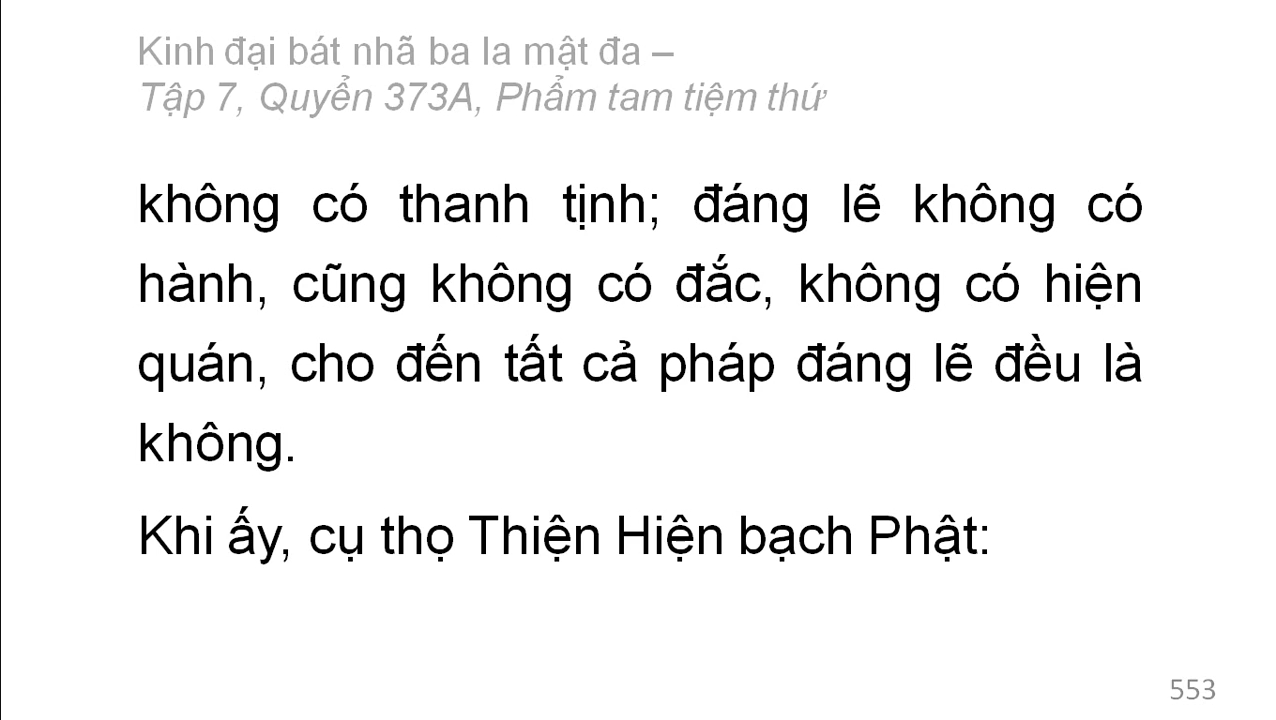 Kinh đại bát nhã ba la mật đa –
Tập 7, Quyển 373A, Phẩm tam tiệm thứ
không có thanh tịnh; đáng lẽ không có
hành, cũng không có đắc, không có hiện
quán, cho đến tất cả pháp đáng lẽ đều là
không.
Khi ấy, cụ thọ Thiện Hiện bạch Phật:
553